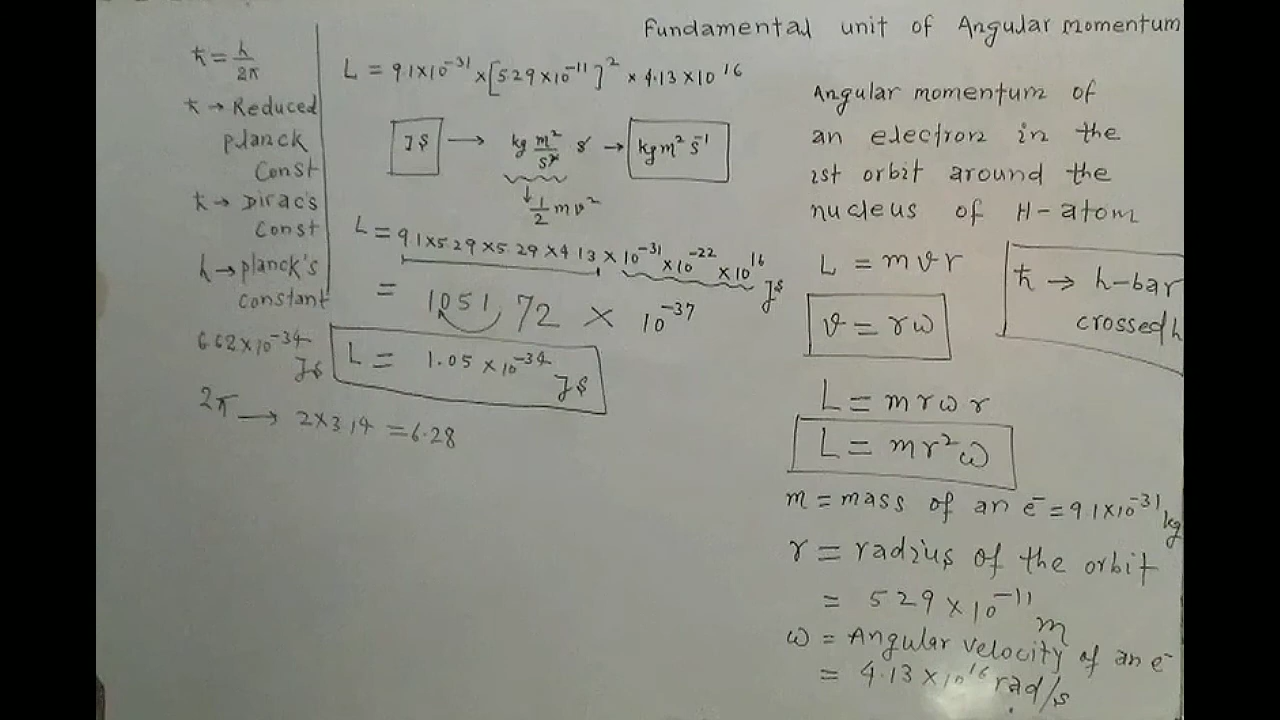 Fundamental unit of Angular Momentum
ħ = h/2π
ħ → Reduced
planck
Const
ħ → Dirac's
Const
h → planck's
constant
6.62×10⁻³⁴
JS
2π → 2×3.14 = 6.28
L = 9.1×10⁻³¹ × [5.29×10⁻¹¹]² × 4.13×10¹⁶
JS → kg m²/s² s → kgm²s⁻¹
↓
1/2 mv²
L = 9.1×5.29×5.29×4.13×10⁻³¹×10⁻²²×10¹⁶
JS
= 1051.72 × 10⁻³⁷
L = 1.05×10⁻³⁴
JS
Angular momentum of
an electron in the
1st orbit around the
nucleus of H-atom
L = mvr
v = rω
ħ → h-bar
crossed h
L = mrωr
L = mr²ω
m = mass of an e⁻ = 9.1×10⁻³¹ kg
r = radius of the orbit
= 5.29×10⁻¹¹ m
ω = Angular velocity of an e⁻
= 4.13×10¹⁶ rad/s